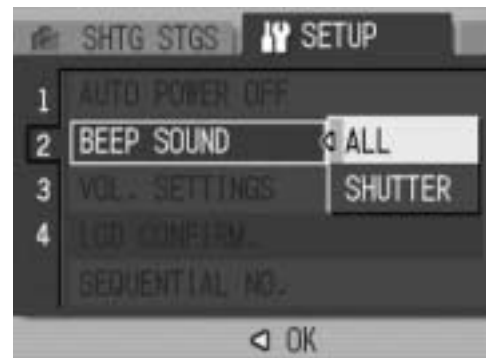 SHTG STGS SETUP
1 AUTO POWER OFF
2 BEEP SOUND ALL
3 VOL. SETTINGS SHUTTER
4 LCD CONFIRM.
SEQUENTIAL NO.
OK